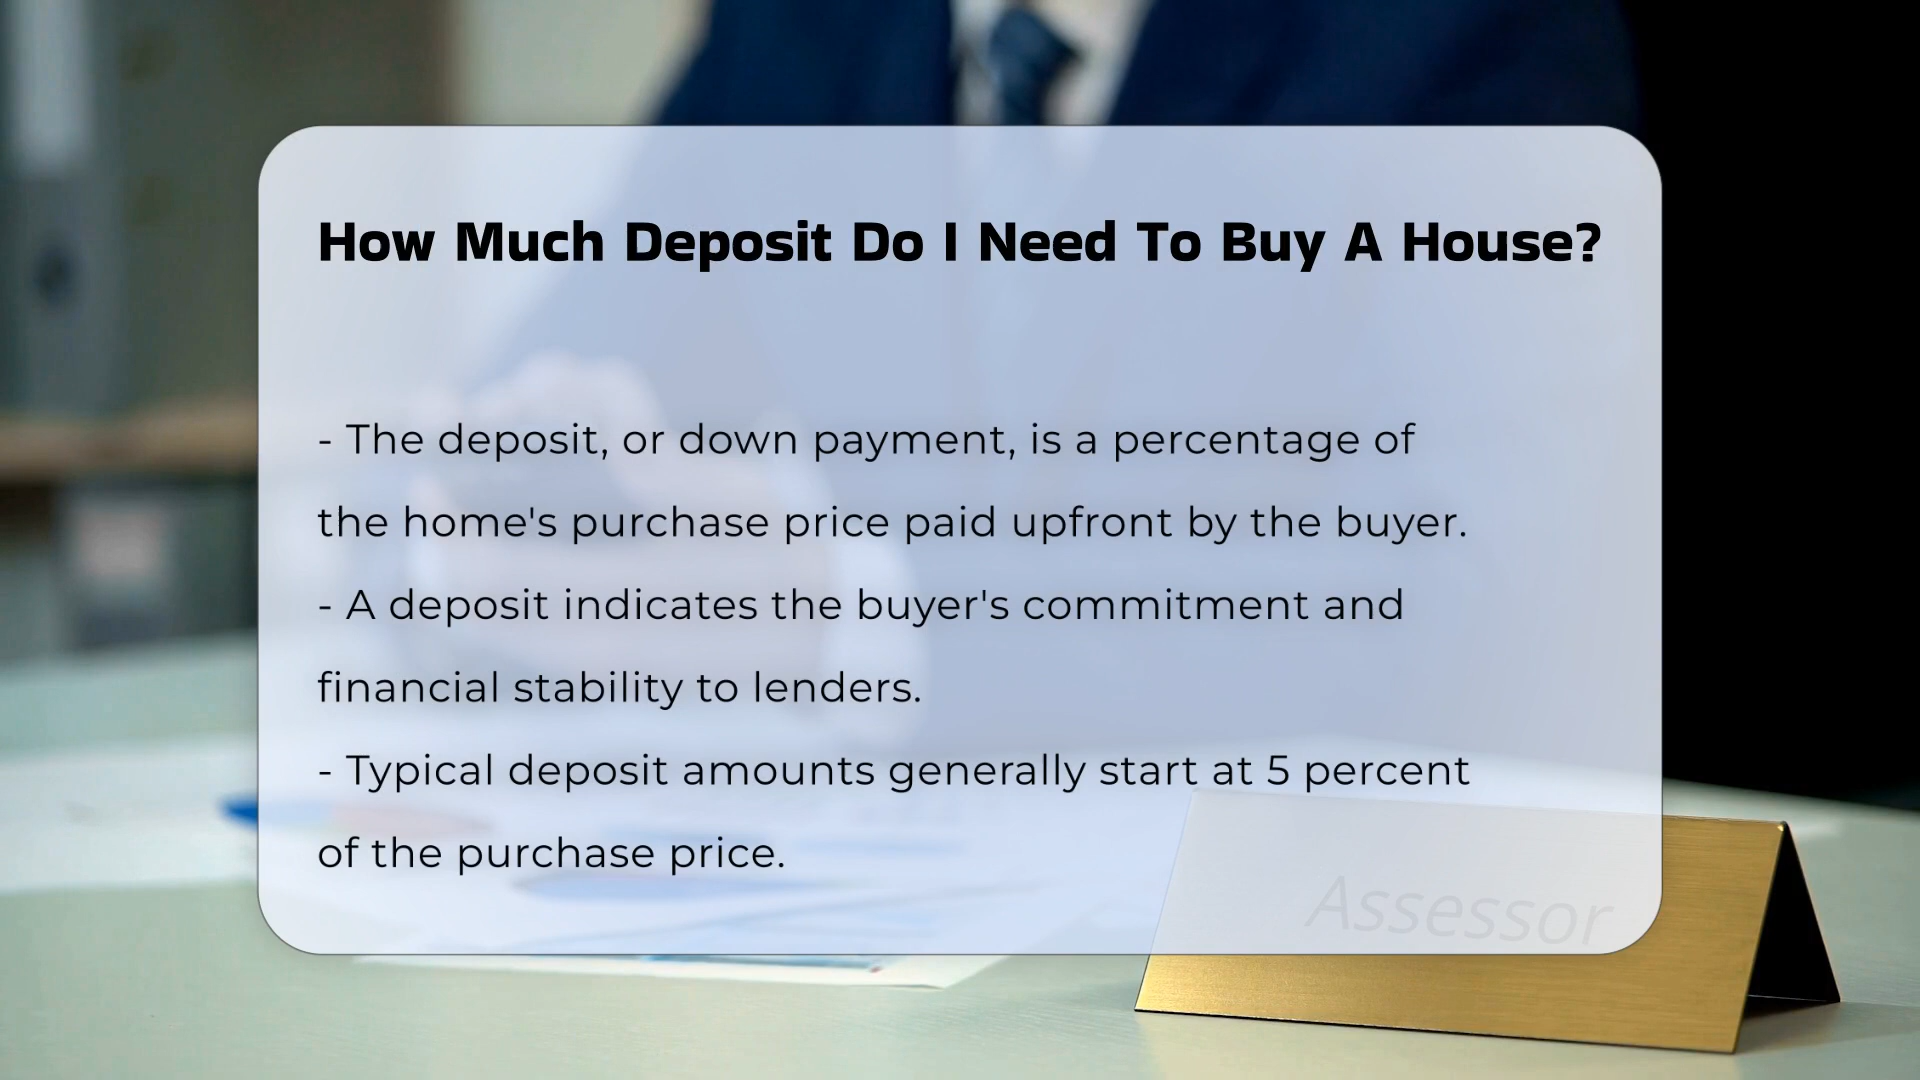 How Much Deposit Do I Need To Buy A House?
- The deposit, or down payment, is a percentage of
the home's purchase price paid upfront by the buyer.
- A deposit indicates the buyer's commitment and
financial stability to lenders.
- Typical deposit amounts generally start at 5 percent
of the purchase price.
Assessor